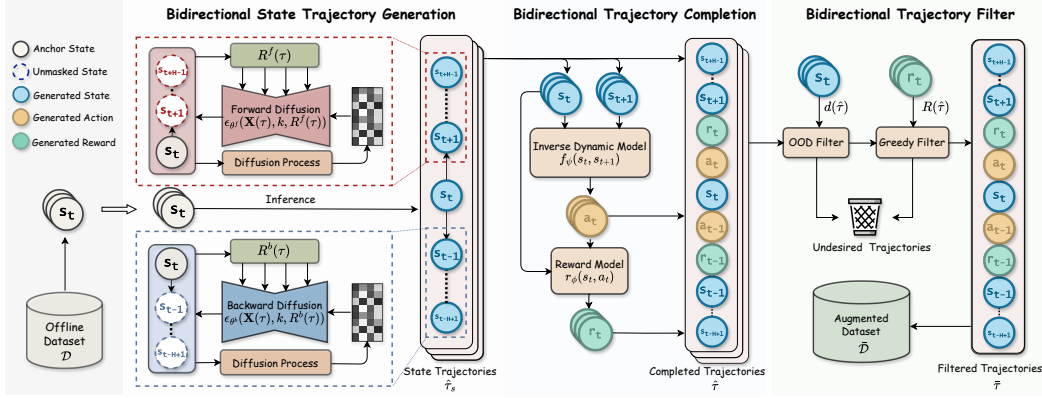 Bidirectional State Trajectory Generation
Bidirectional Trajectory Completion
Bidirectional Trajectory Filter
Anchor State
Unmasked State
Generated State
Generated Action
Generated Reward
s_t
Offline
Dataset
𝒟
s_{t+H-1}
s_{t+1}
s_t
R^f(τ)
Forward Diffusion
ϵ_{θ^f}(X(τ), k, R^f(τ))
Diffusion Process
s_t
Inference
s_t
s_{t-1}
s_{t-H+1}
R^b(τ)
Backward Diffusion
ϵ_{θ^b}(X(τ), k, R^b(τ))
Diffusion Process
s_{t+H-1}
s_{t+1}
s_t
s_{t-1}
s_{t-H+1}
State Trajectories
τ̂_s
s_t
s_{t+1}
Inverse Dynamic Model
f_ψ(s_t, s_{t+1})
a_t
Reward Model
r_ψ(s_t, a_t)
r_t
s_{t+H-1}
s_{t+1}
r_t
a_t
s_t
a_{t-1}
r_{t-1}
s_{t-1}
s_{t-H+1}
Completed Trajectories
τ̂
s_t
r_t
d(τ̂)
R(τ̂)
OOD Filter
Greedy Filter
Undesired Trajectories
Augmented
Dataset
𝒟̄
s_{t+H-1}
s_{t+1}
r_t
a_t
s_t
a_{t-1}
r_{t-1}
s_{t-1}
s_{t-H+1}
Filtered Trajectories
τ̄